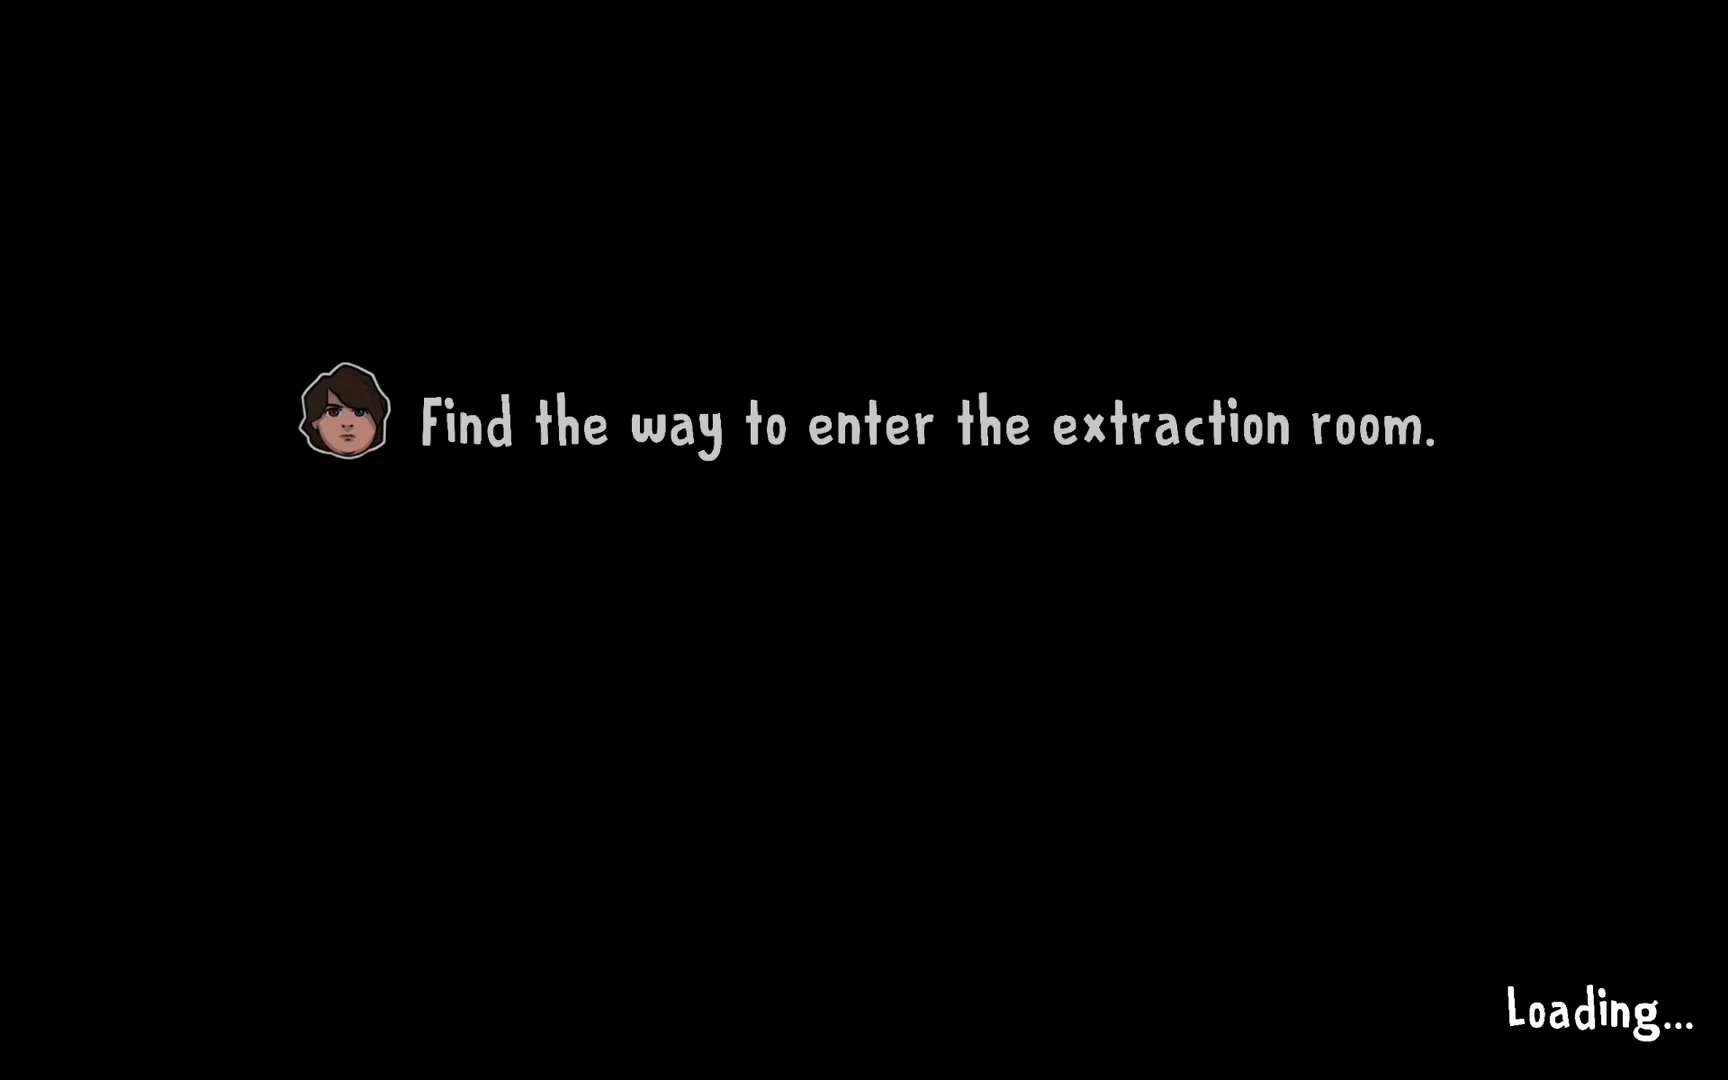 Find the way to enter the extraction room.
Loading...